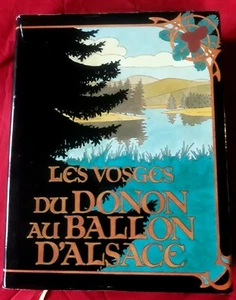 LES VOSGES
DU DONON
AU BALLON
D'ALSACE